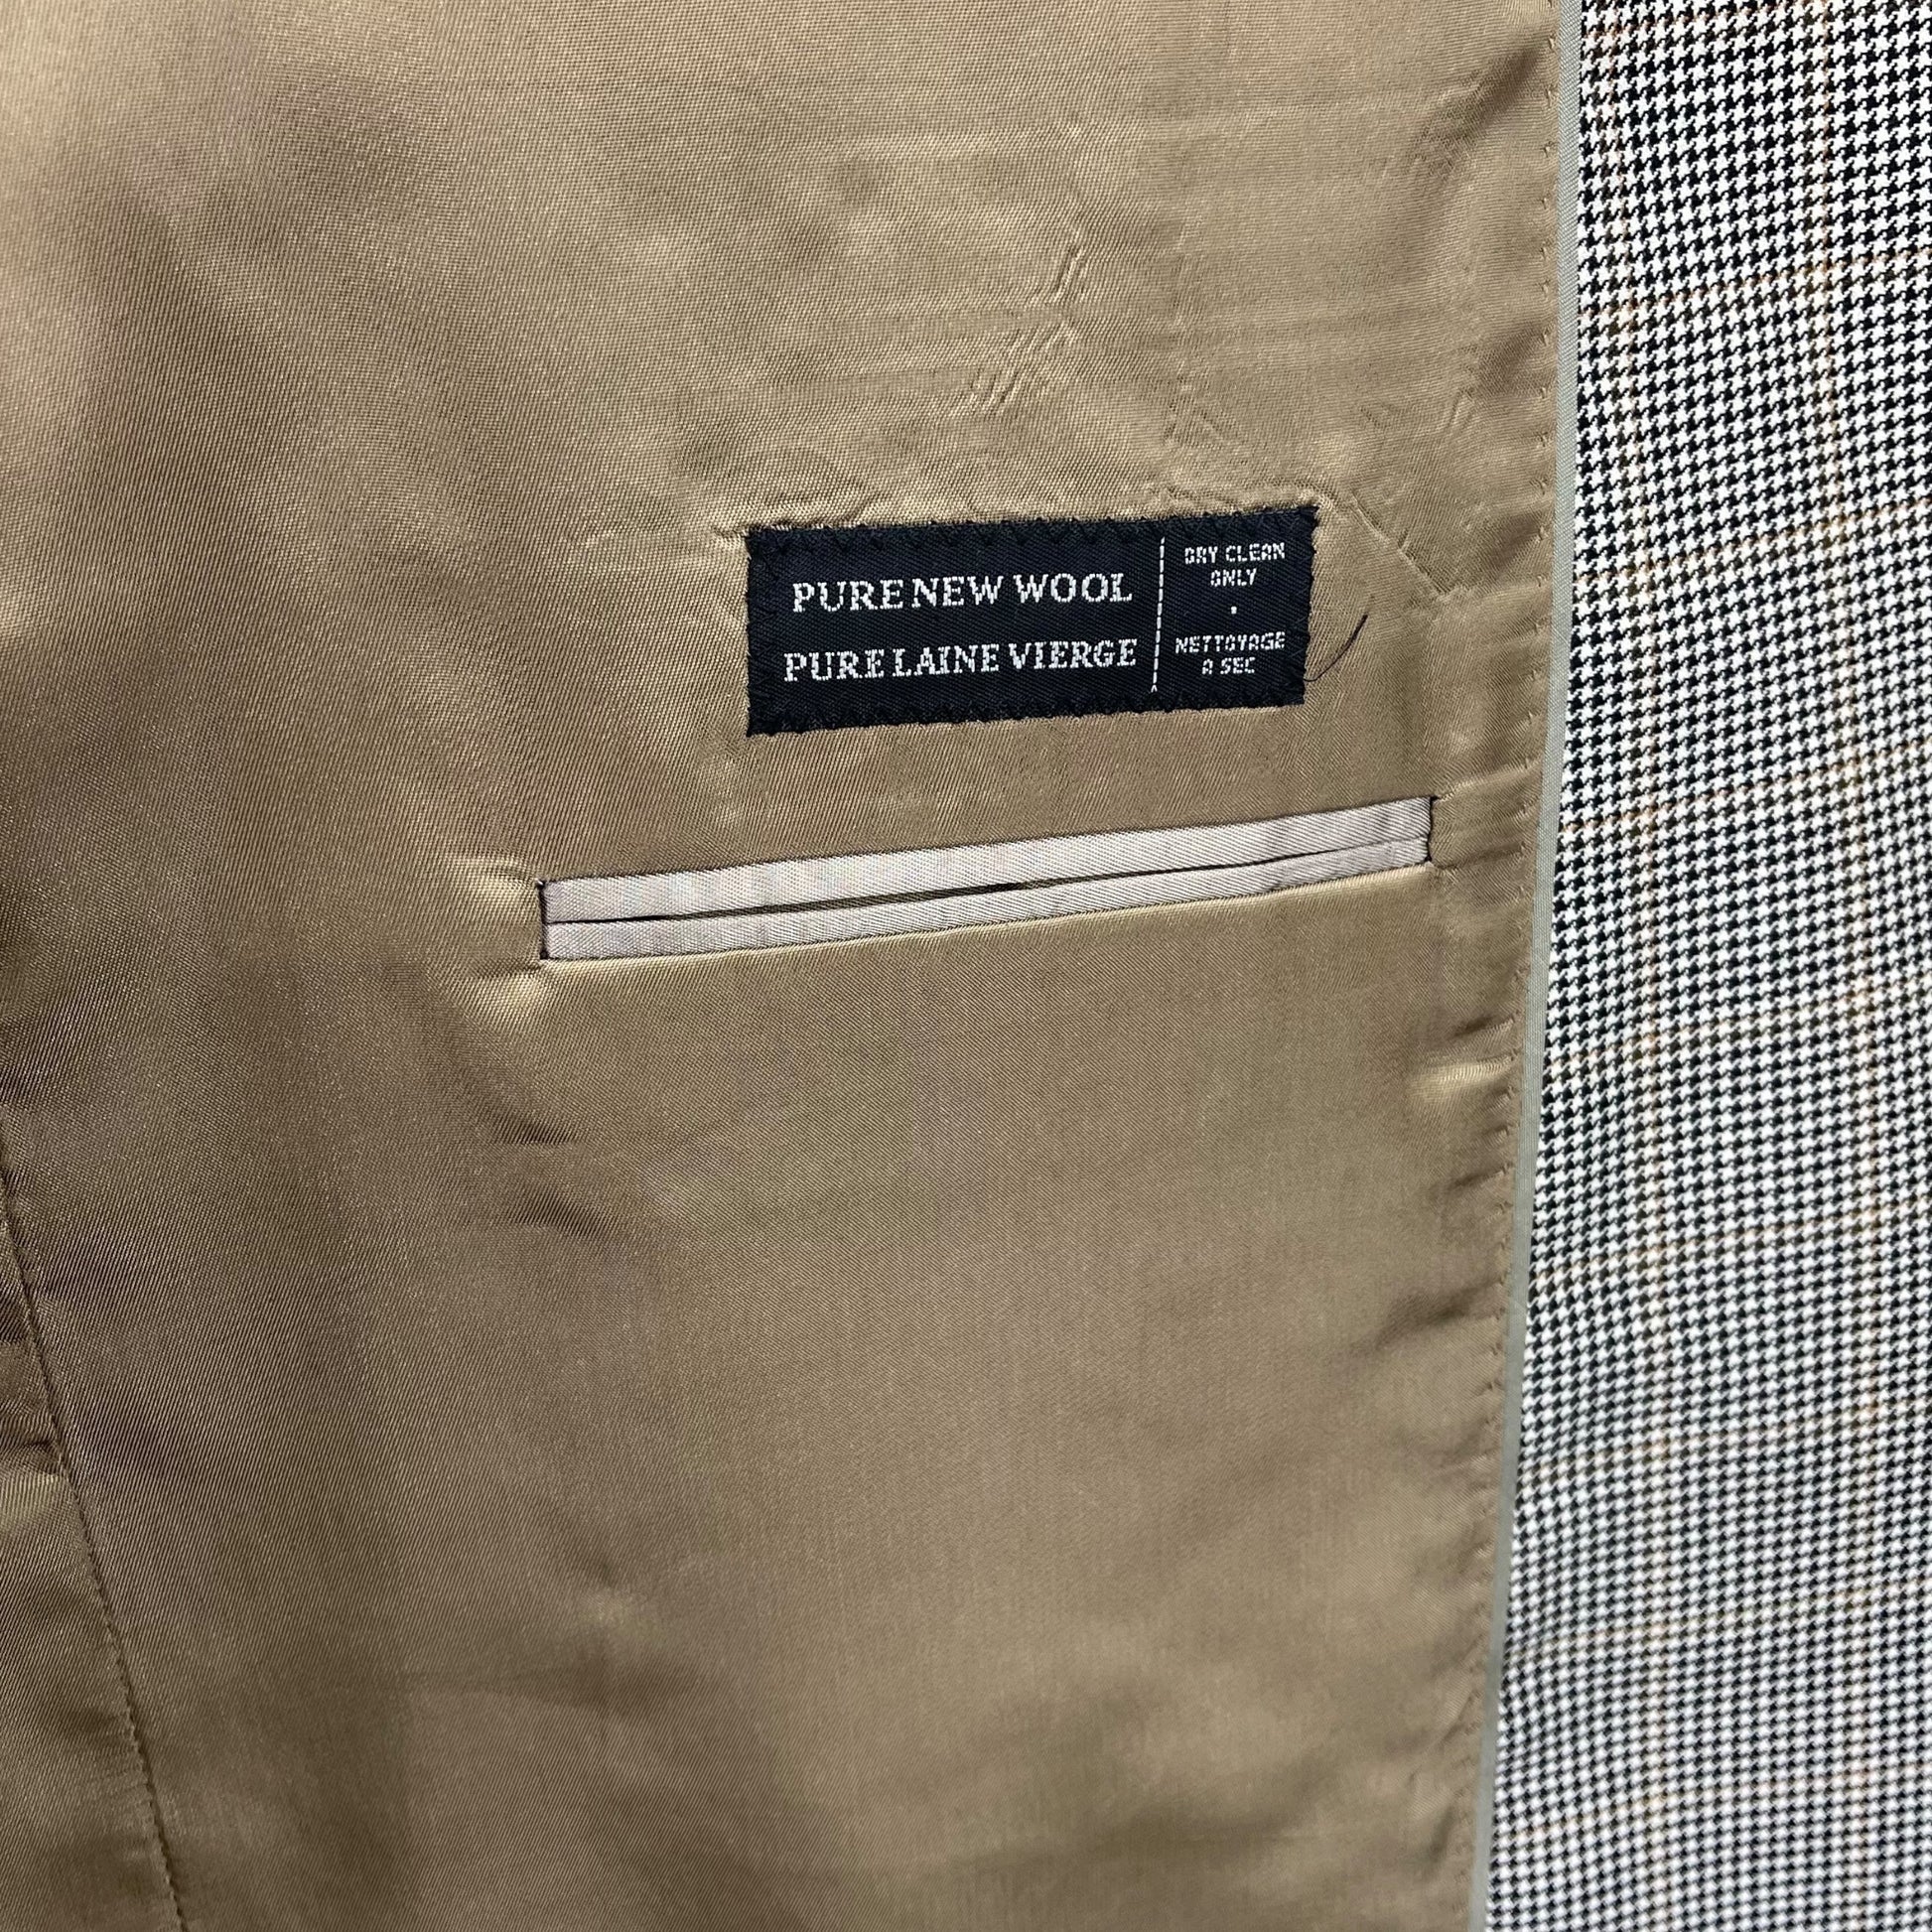 PURE NEW WOOL
PURE LAINE VIERGE
DRY CLEAN
ONLY
•
NETTOYAGE
A SEC